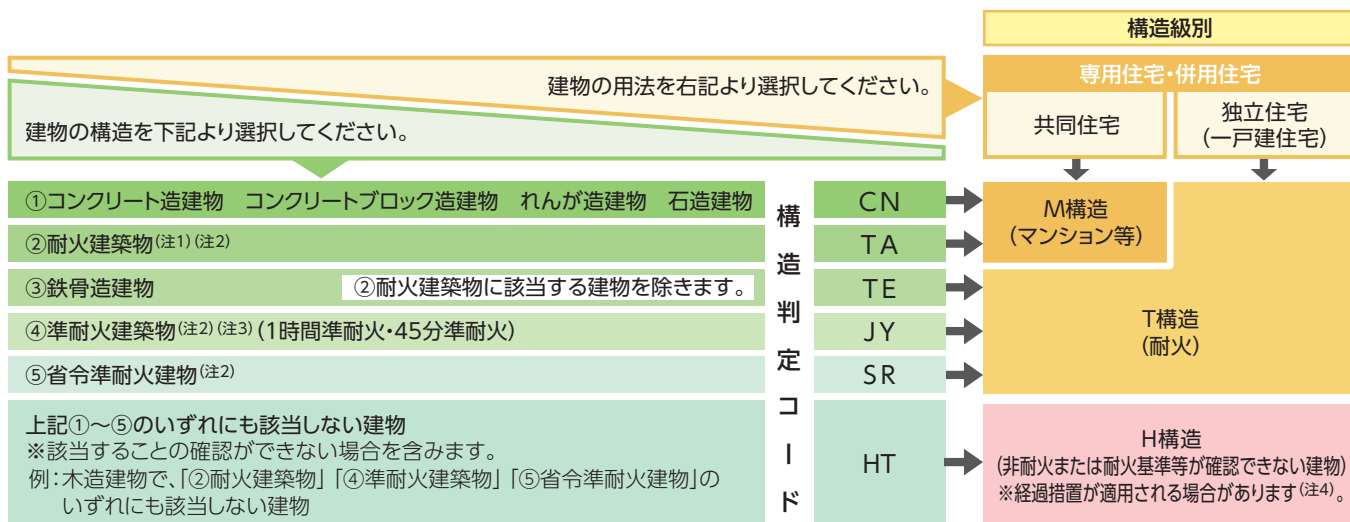 構造級別
専用住宅・併用住宅
建物の用法を右記より選択してください。
共同住宅
独立住宅
(一戸建住宅)
建物の構造を下記より選択してください。
①コンクリート造建物 コンクリートブロック造建物 れんが造建物 石造建物
②耐火建築物(注1)(注2)
③鉄骨造建物 ②耐火建築物に該当する建物を除きます。
④準耐火建築物(注2)(注3)(1時間準耐火・45分準耐火)
⑤省令準耐火建物(注2)
上記①～⑤のいずれにも該当しない建物
※該当することの確認ができない場合を含みます。
例：木造建物で、「②耐火建築物」「④準耐火建築物」「⑤省令準耐火建物」の
いずれにも該当しない建物
構造判定コード
CN
TA
TE
JY
SR
HT
M構造
(マンション等)
T構造
(耐火)
H構造
(非耐火または耐火基準等が確認できない建物)
※経過措置が適用される場合があります(注4)。